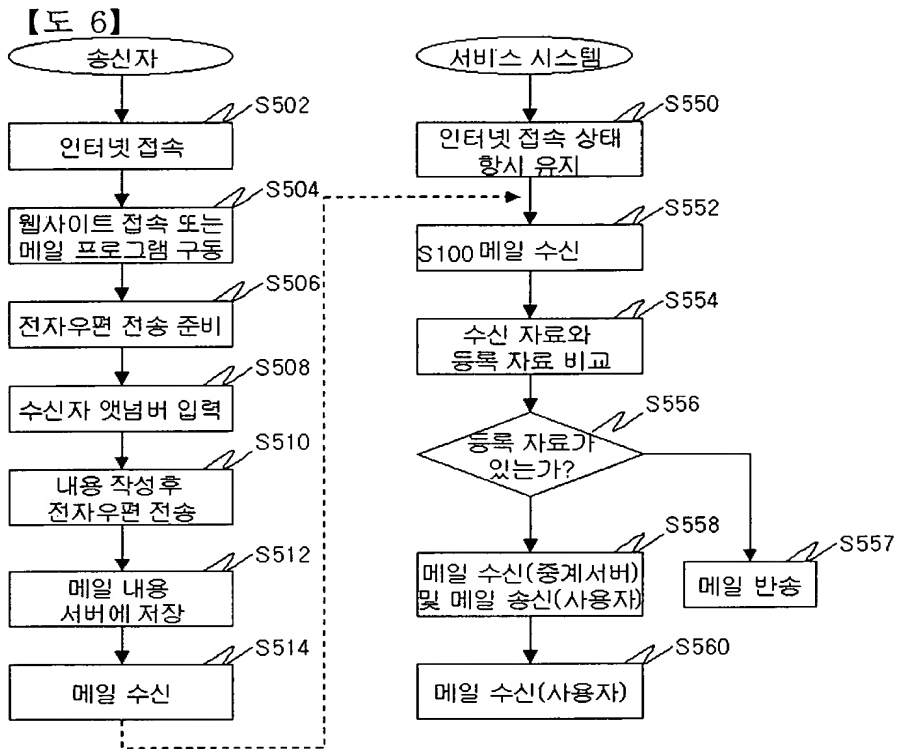 【도 6】
송신자
S502
인터넷 접속
S504
웹사이트 접속 또는
메일 프로그램 구동
S506
전자우편 전송 준비
S508
수신자 앳넘버 입력
S510
내용 작성후
전자우편 전송
S512
메일 내용
서버에 저장
S514
메일 수신
서비스 시스템
S550
인터넷 접속 상태
항시 유지
S552
S100 메일 수신
S554
수신 자료와
등록 자료 비교
S556
등록 자료가
있는가?
S558
메일 수신(중계서버)
및 메일 송신(사용자)
S557
메일 반송
S560
메일 수신(사용자)